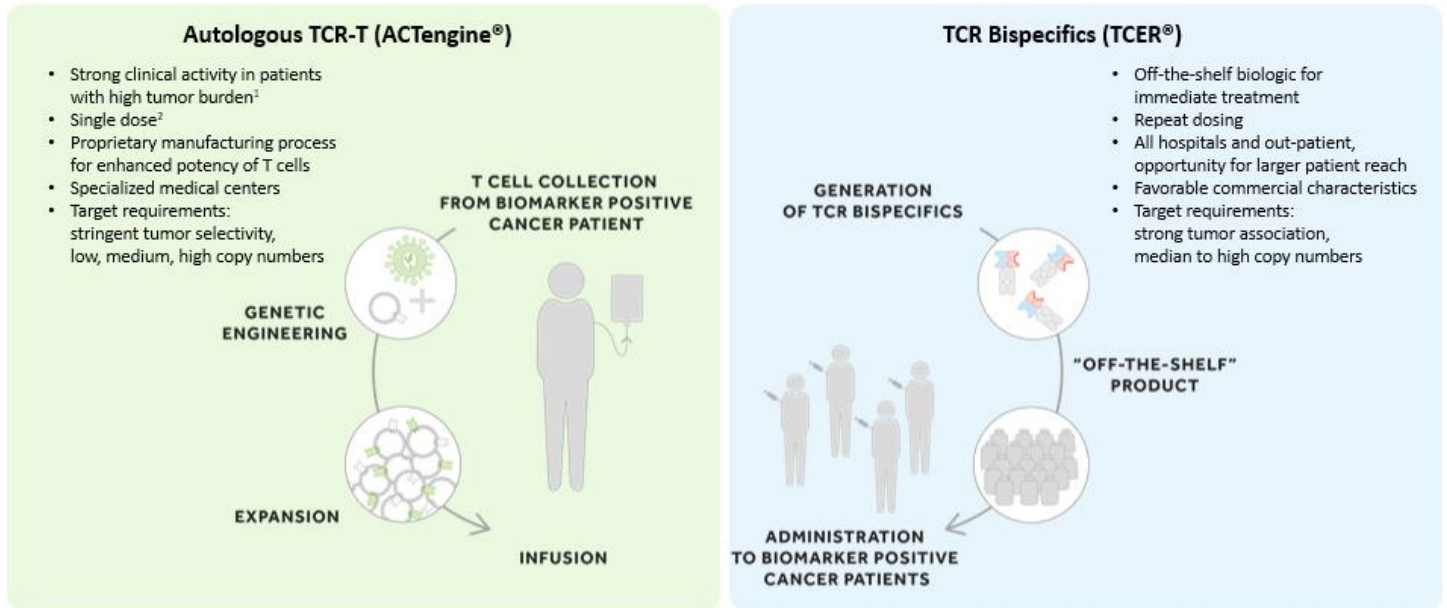 Autologous TCR-T (ACTengine®)
• Strong clinical activity in patients
with high tumor burden¹
• Single dose²
• Proprietary manufacturing process
for enhanced potency of T cells
• Specialized medical centers
• Target requirements:
stringent tumor selectivity,
low, medium, high copy numbers
T CELL COLLECTION
FROM BIOMARKER POSITIVE
CANCER PATIENT
GENETIC
ENGINEERING
EXPANSION
INFUSION
TCR Bispecifics (TCER®)
• Off-the-shelf biologic for
immediate treatment
• Repeat dosing
• All hospitals and out-patient,
opportunity for larger patient reach
• Favorable commercial characteristics
• Target requirements:
strong tumor association,
median to high copy numbers
GENERATION
OF TCR BISPECIFICS
"OFF-THE-SHELF"
PRODUCT
ADMINISTRATION
TO BIOMARKER POSITIVE
CANCER PATIENTS